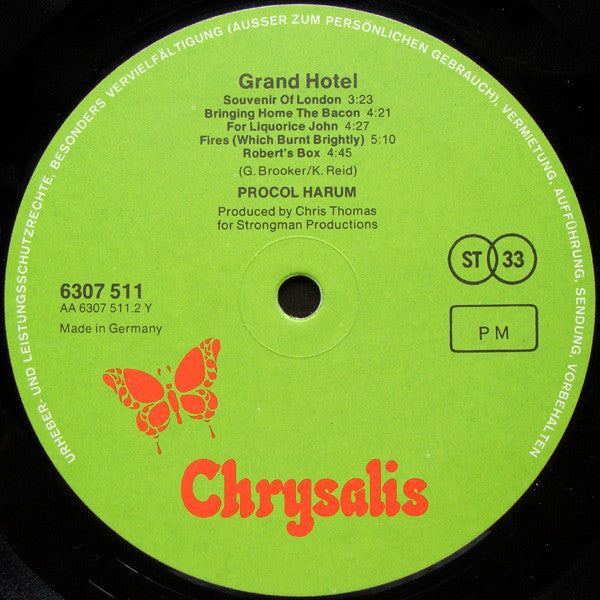 URHEBER- UND LEISTUNGSSCHUTZRECHTE, BESONDERS VERVIELFÄLTIGUNG (AUSSER ZUM PERSÖNLICHEN GEBRAUCH), VERMIETUNG, AUFFÜHRUNG, SENDUNG, VORBEHALTEN
Grand Hotel
Souvenir Of London 3:23
Bringing Home The Bacon 4:21
For Liquorice John 4:27
Fires (Which Burnt Brightly) 5:10
Robert's Box 4:45
(G. Brooker/K. Reid)
PROCOL HARUM
Produced by Chris Thomas
for Strongman Productions
ST 33
6307 511
AA 6307 511.2 Y
Made in Germany
P M
Chrysalis